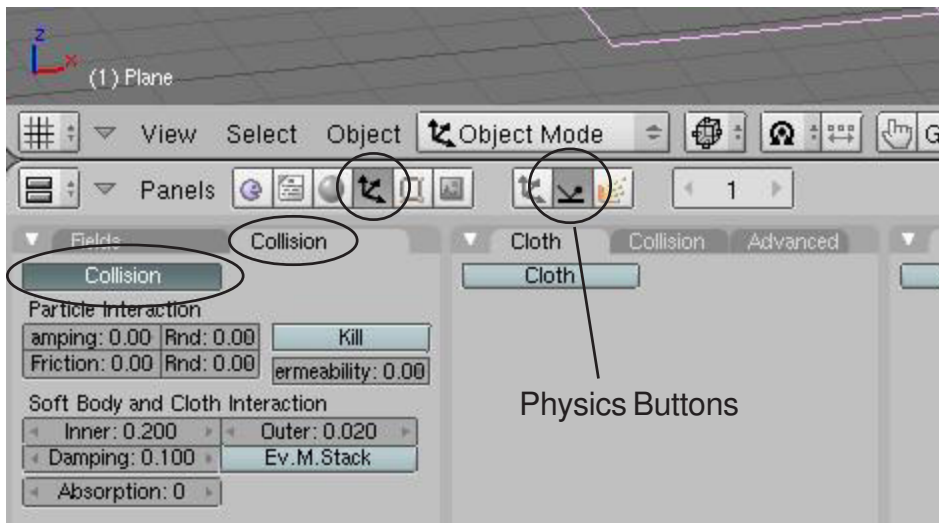 z
x
(1) Plane
View Select Object Object Mode G
Panels 1
Fields Collision Cloth Collision Advanced
Collision Cloth
Particle Interaction
amping: 0.00 Rnd: 0.00 Kill
Friction: 0.00 Rnd: 0.00 ermeability: 0.00
Soft Body and Cloth Interaction
Inner: 0.200 Outer: 0.020
Damping: 0.100 Ev.M.Stack
Absorption: 0
Physics Buttons